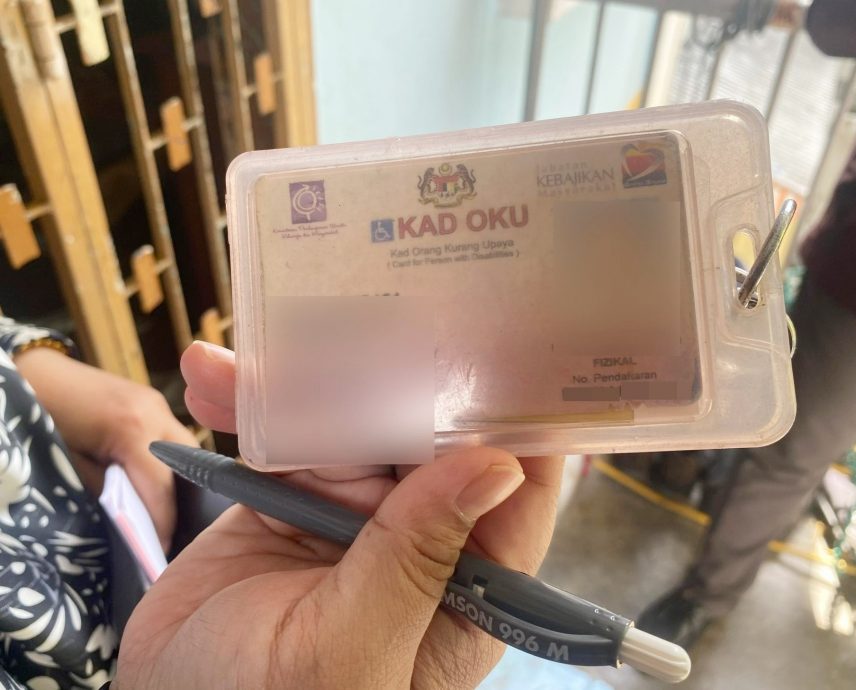 Jabatan
KEBAJIKAN
Masyarakat
KAD OKU
Kad Orang Kurang Upaya
( Card for Person with Disabilities )
FIZIKAL
No. Pendaftaran
MSON 996 M